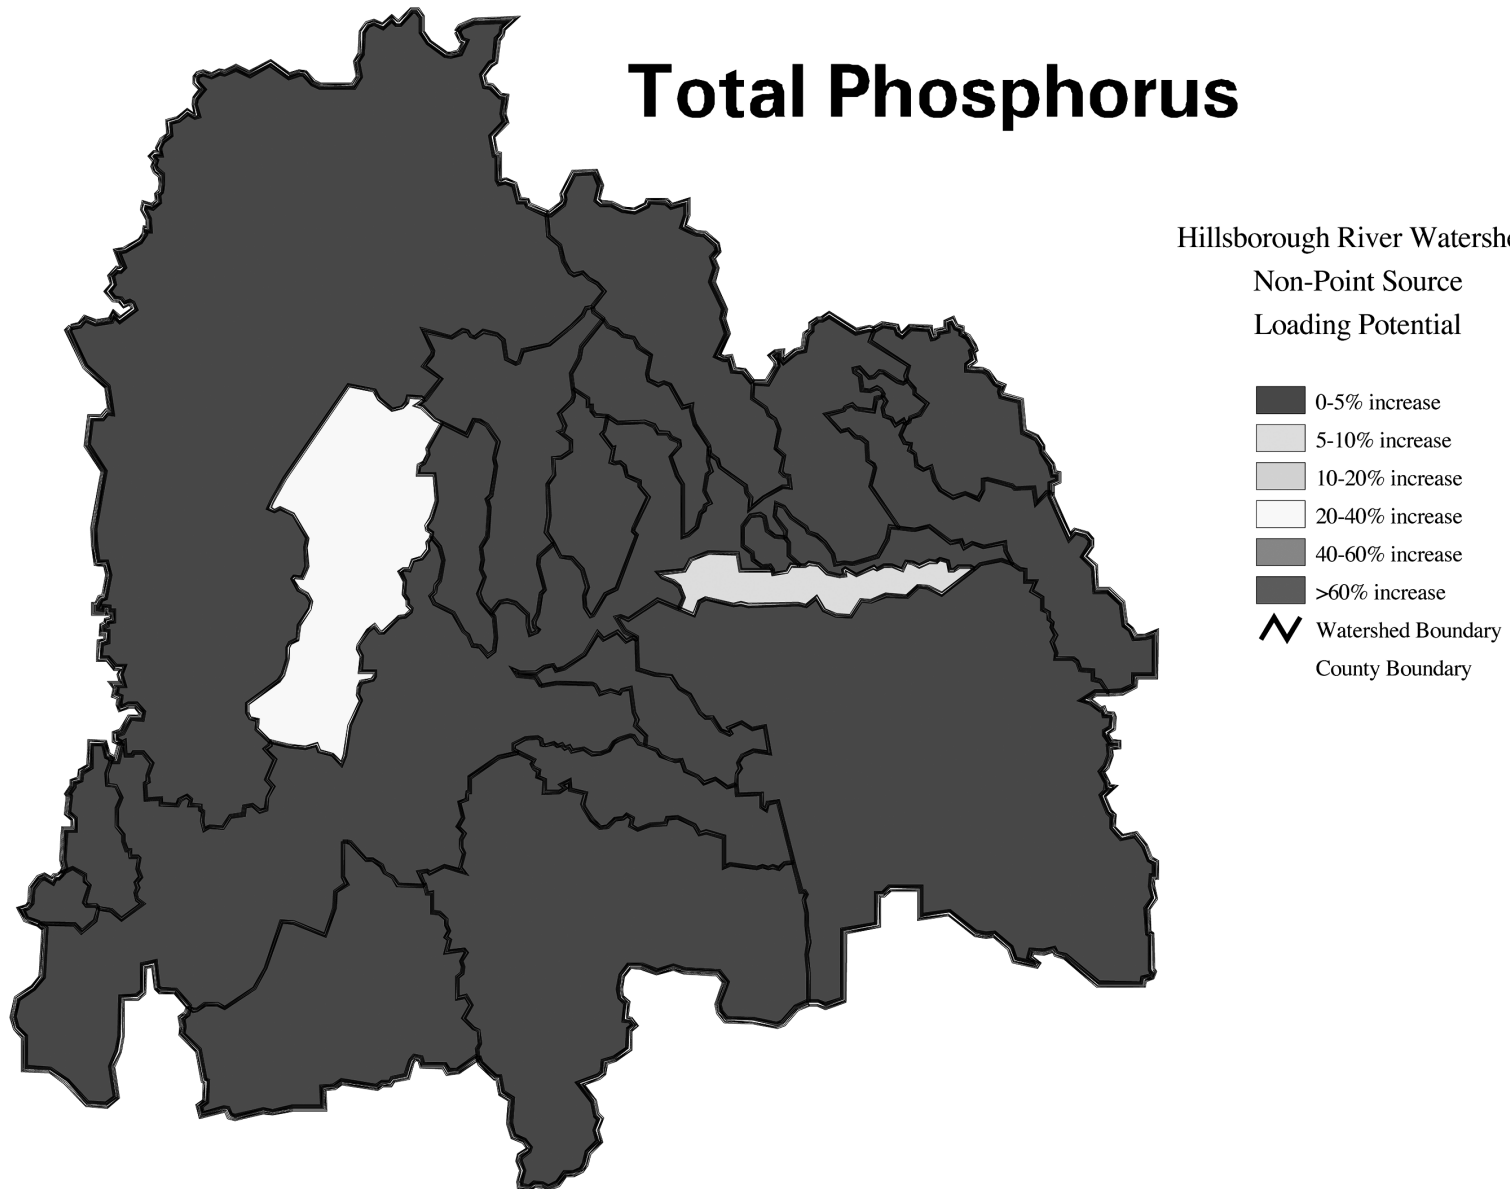 Total Phosphorus
Hillsborough River Watersh
Non-Point Source
Loading Potential
0-5% increase
5-10% increase
10-20% increase
20-40% increase
40-60% increase
>60% increase
Watershed Boundary
County Boundary